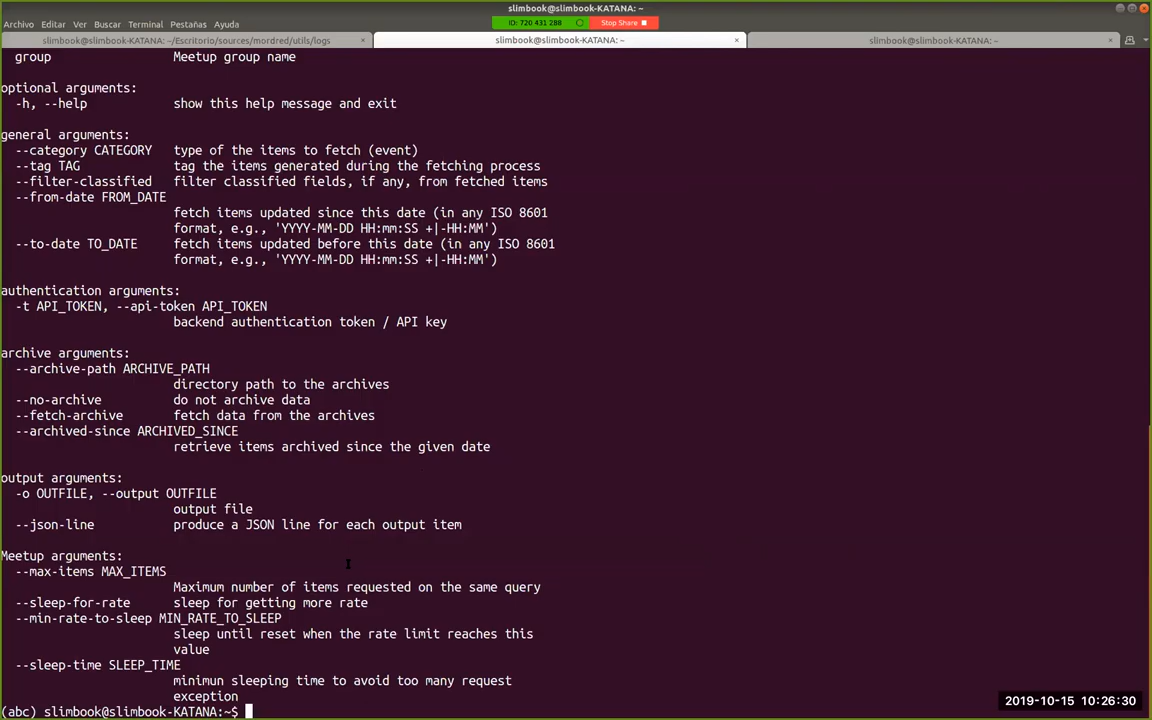 slimbook@slimbook-KATANA: ~
Archivo Editar Ver Buscar Terminal Pestañas Ayuda
ID: 720 431 288 Stop Share
slimbook@slimbook-KATANA: ~/Escritorio/sources/mordred/utils/logs × slimbook@slimbook-KATANA: ~ × slimbook@slimbook-KATANA: ~ ×
group Meetup group name
optional arguments:
-h, --help show this help message and exit
general arguments:
--category CATEGORY type of the items to fetch (event)
--tag TAG tag the items generated during the fetching process
--filter-classified filter classified fields, if any, from fetched items
--from-date FROM_DATE
fetch items updated since this date (in any ISO 8601
format, e.g., 'YYYY-MM-DD HH:mm:SS +|-HH:MM')
--to-date TO_DATE fetch items updated before this date (in any ISO 8601
format, e.g., 'YYYY-MM-DD HH:mm:SS +|-HH:MM')
authentication arguments:
-t API_TOKEN, --api-token API_TOKEN
backend authentication token / API key
archive arguments:
--archive-path ARCHIVE_PATH
directory path to the archives
--no-archive do not archive data
--fetch-archive fetch data from the archives
--archived-since ARCHIVED_SINCE
retrieve items archived since the given date
output arguments:
-o OUTFILE, --output OUTFILE
output file
--json-line produce a JSON line for each output item
Meetup arguments:
--max-items MAX_ITEMS
Maximum number of items requested on the same query
--sleep-for-rate sleep for getting more rate
--min-rate-to-sleep MIN_RATE_TO_SLEEP
sleep until reset when the rate limit reaches this
value
--sleep-time SLEEP_TIME
minimun sleeping time to avoid too many request
exception
(abc) slimbook@slimbook-KATANA:~$
2019-10-15 10:26:30